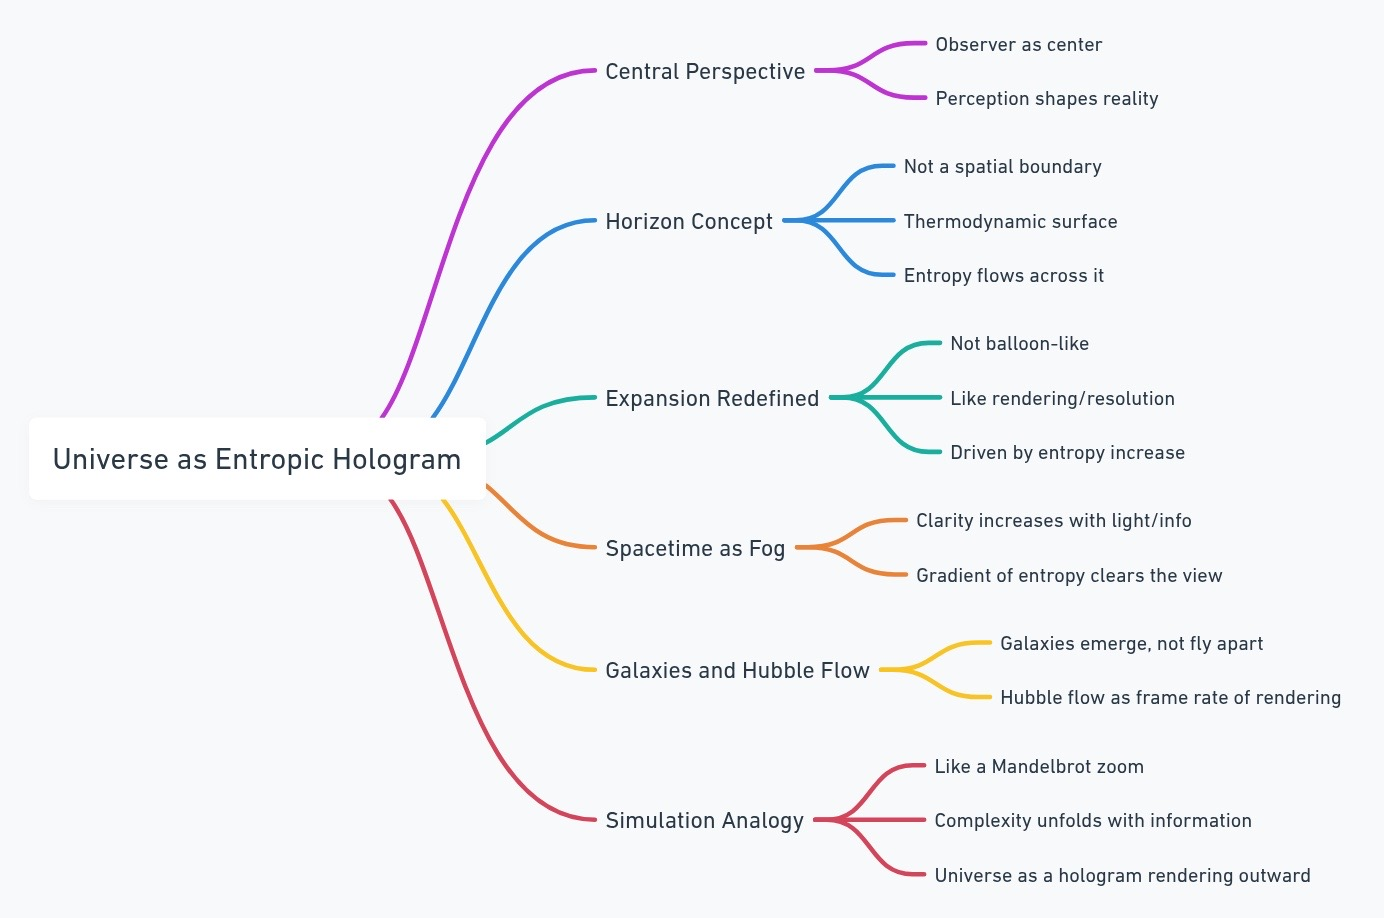 Universe as Entropic Hologram
Central Perspective
Observer as center
Perception shapes reality
Horizon Concept
Not a spatial boundary
Thermodynamic surface
Entropy flows across it
Expansion Redefined
Not balloon-like
Like rendering/resolution
Driven by entropy increase
Spacetime as Fog
Clarity increases with light/info
Gradient of entropy clears the view
Galaxies and Hubble Flow
Galaxies emerge, not fly apart
Hubble flow as frame rate of rendering
Simulation Analogy
Like a Mandelbrot zoom
Complexity unfolds with information
Universe as a hologram rendering outward